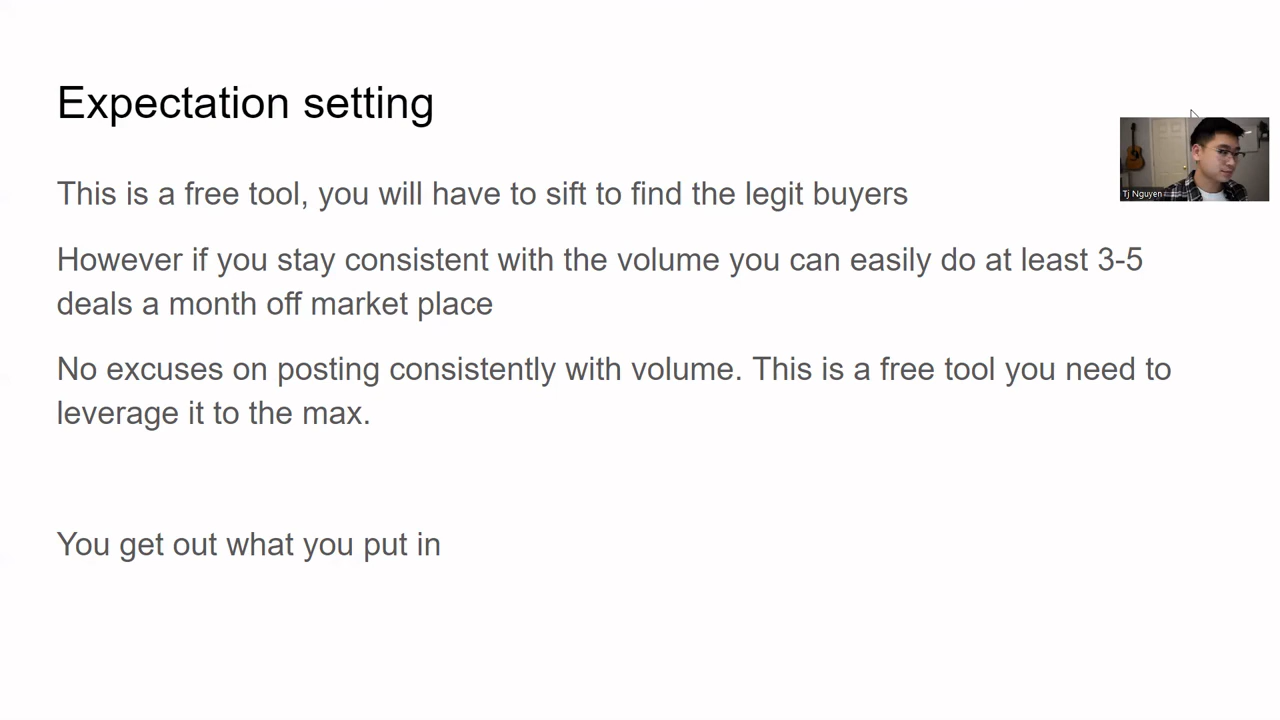 Expectation setting
This is a free tool, you will have to sift to find the legit buyers
However if you stay consistent with the volume you can easily do at least 3-5
deals a month off market place
No excuses on posting consistently with volume. This is a free tool you need to
leverage it to the max.
You get out what you put in
Tj Nguyen